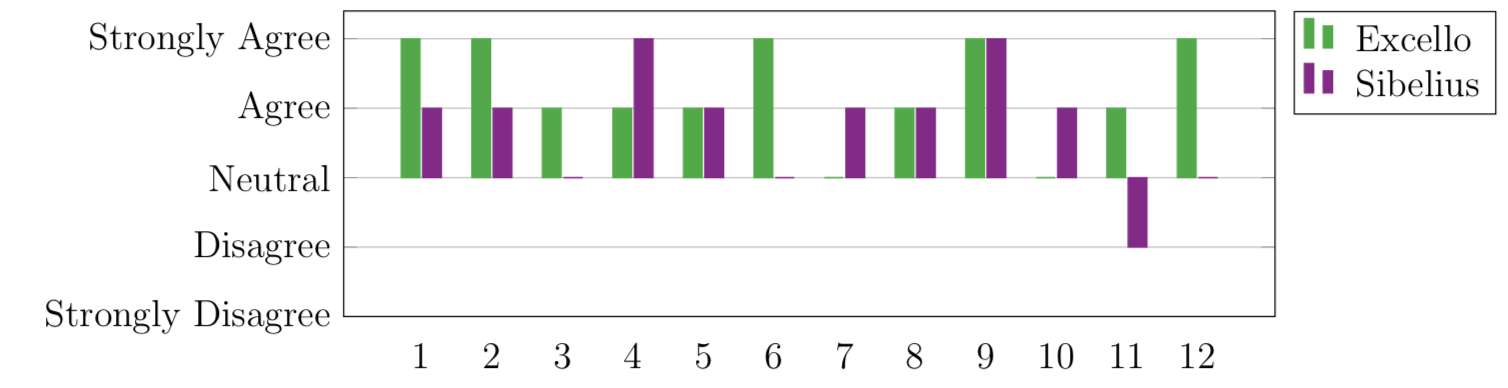 Strongly Agree
Agree
Neutral
Disagree
Strongly Disagree
1 2 3 4 5 6 7 8 9 10 11 12
Excello
Sibelius